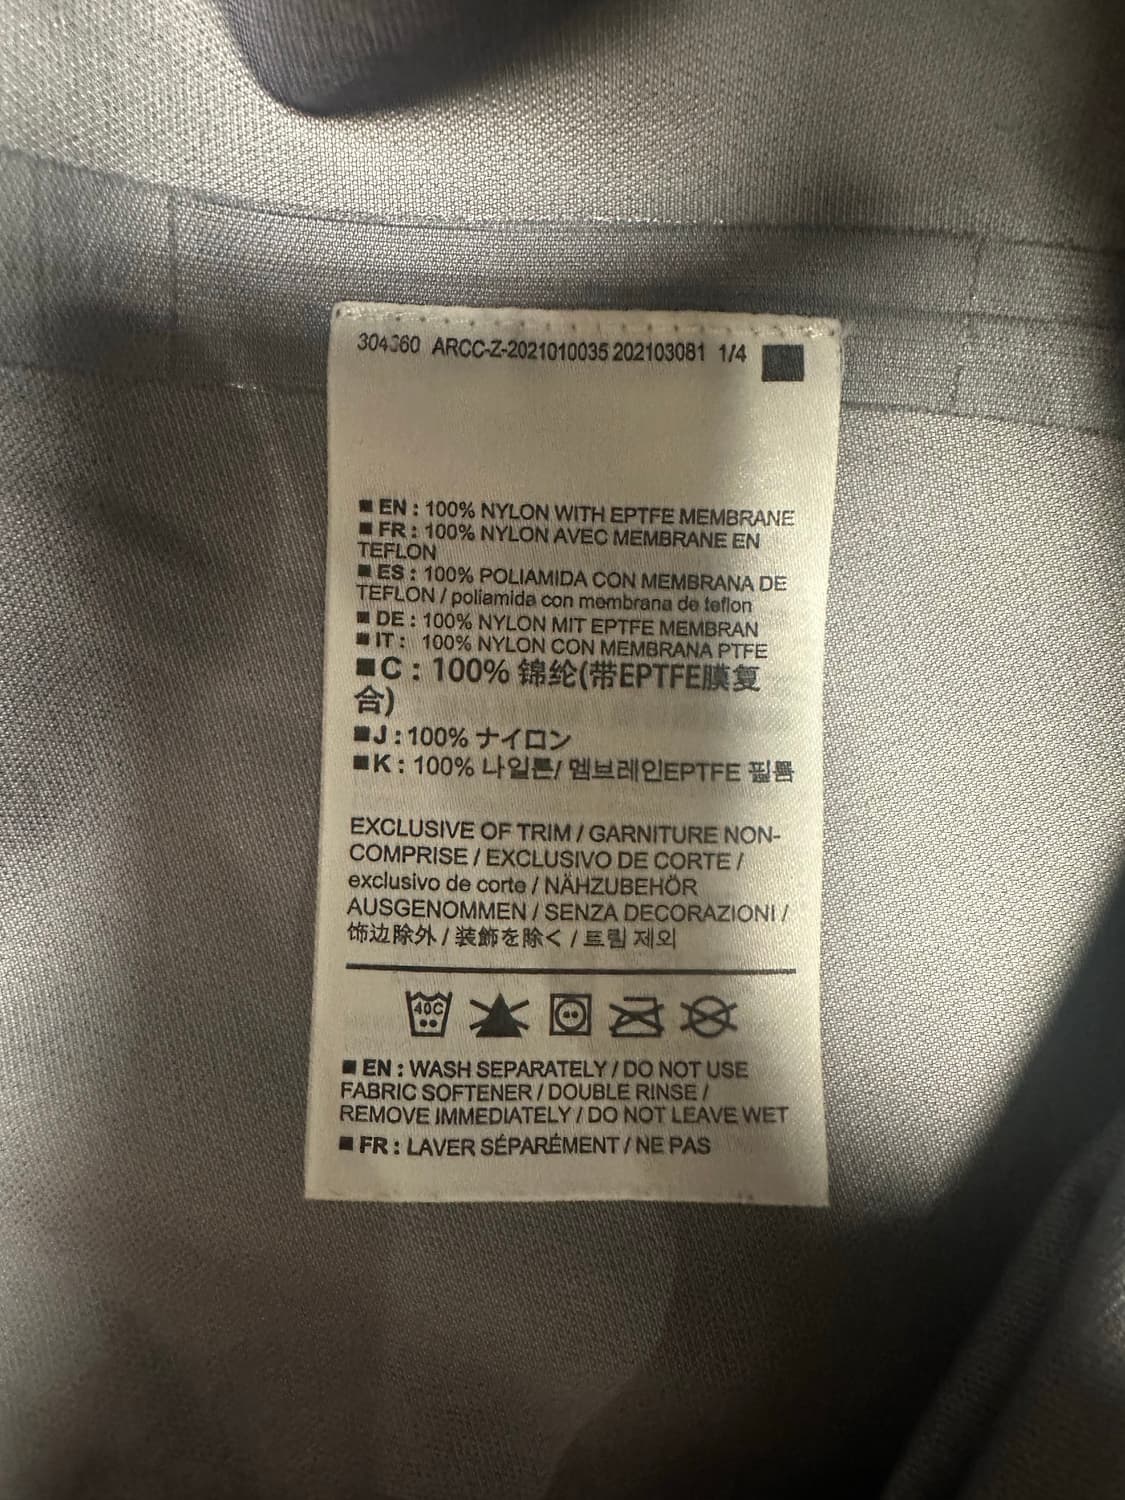 ARCC-Z-2021010035 202103081 1/4
■ EN : 100% NYLON WITH EPTFE MEMBRANE
■ FR : 100% NYLON AVEC MEMBRANE EN
TEFLON
■ ES : 100% POLIAMIDA CON MEMBRANA DE
TEFLON / poliamida con membrana de teflon
■ DE : 100% NYLON MIT EPTFE MEMBRAN
■ IT : 100% NYLON CON MEMBRANA PTFE
■ C : 100% 锦纶(带EPTFE膜复
合)
■ J : 100% ナイロン
■ K : 100% 나일론/ 멤브레인EPTFE 필름
EXCLUSIVE OF TRIM / GARNITURE NON-
COMPRISE / EXCLUSIVO DE CORTE /
exclusivo de corte / NÄHZUBEHÖR
AUSGENOMMEN / SENZA DECORAZIONI /
饰边除外 / 装飾を除く / 트림 제외
40C
■ EN : WASH SEPARATELY / DO NOT USE
FABRIC SOFTENER / DOUBLE RINSE /
REMOVE IMMEDIATELY / DO NOT LEAVE WET
■ FR : LAVER SÉPARÉMENT / NE PAS